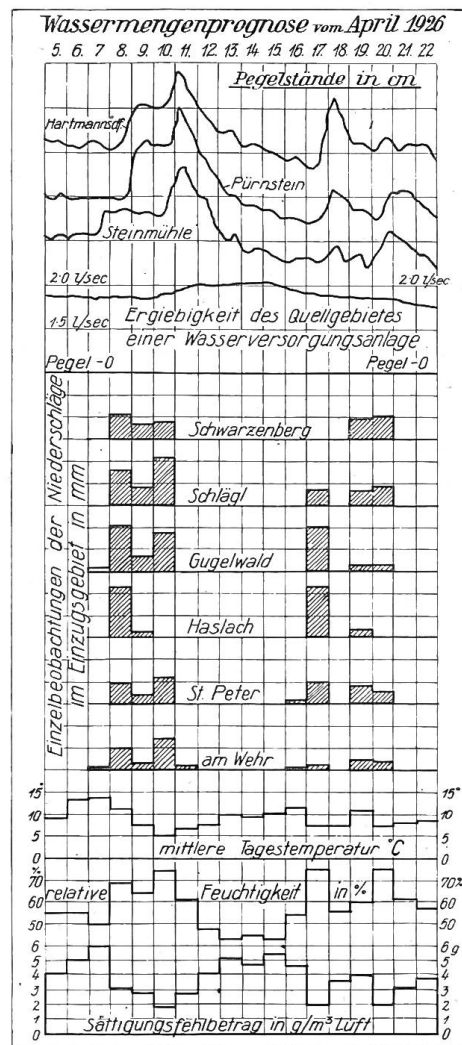 Wassermengenprognose vom April 1926
5. 6. 7. 8. 9. 10. 11. 12. 13. 14. 15. 16. 17. 18. 19. 20. 21. 22.
Pegelstände in cm
Hartmannsdf.
Pürnstein
Steinmühle
2·0 l/sec
2·0 l/sec
1·5 l/sec
Ergiebigkeit des Quellgebietes
einer Wasserversorgungsanlage
Pegel-0
Pegel-0
Einzelbeobachtungen der Niederschläge
im Einzugsgebiet in mm
Schwarzenberg
Schlägl
Gugelwald
Haslach
St. Peter
am Wehr
15°
15°
10
10
5
5
0
0
mittlere Tagestemperatur °C
%
70
70%
relative Feuchtigkeit in %
60
60
50
50
6
6 g
5
5
4
4
3
3
2
2
1
1
0
0
Sättigungsfehlbetrag in g/m³ Luft